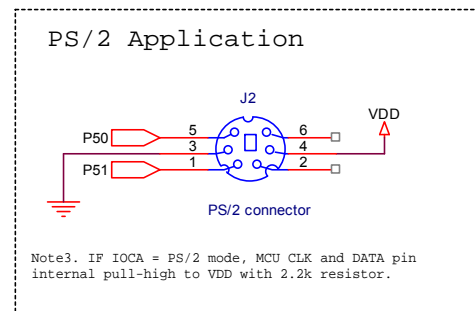 PS/2 Application
J2
VDD
P50
5
6
3
4
P51
1
2
PS/2 connector
Note3. IF IOCA = PS/2 mode, MCU CLK and DATA pin
internal pull-high to VDD with 2.2k resistor.